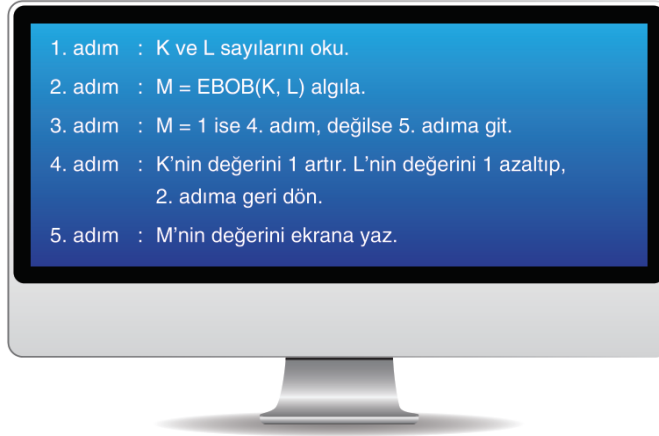 1. adım : K ve L sayılarını oku.
2. adım : M = EBOB(K, L) algıla.
3. adım : M = 1 ise 4. adım, değilse 5. adıma git.
4. adım : K'nin değerini 1 artır. L'nin değerini 1 azaltıp,
2. adıma geri dön.
5. adım : M'nin değerini ekrana yaz.